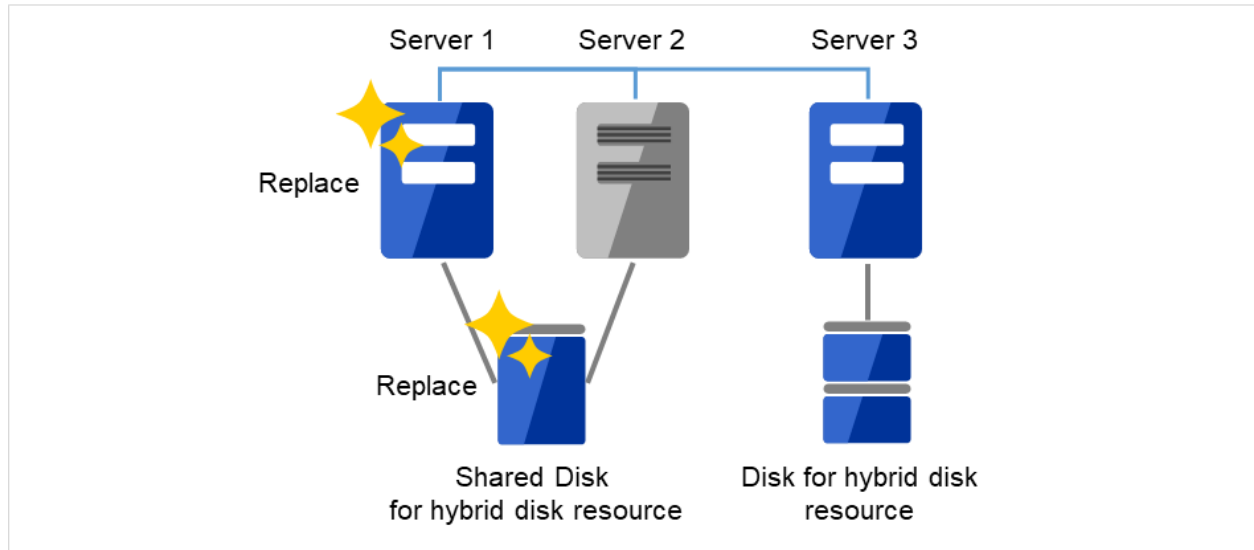 Server 1
Server 2
Server 3
Replace
Replace
Shared Disk
for hybrid disk resource
Disk for hybrid disk
resource